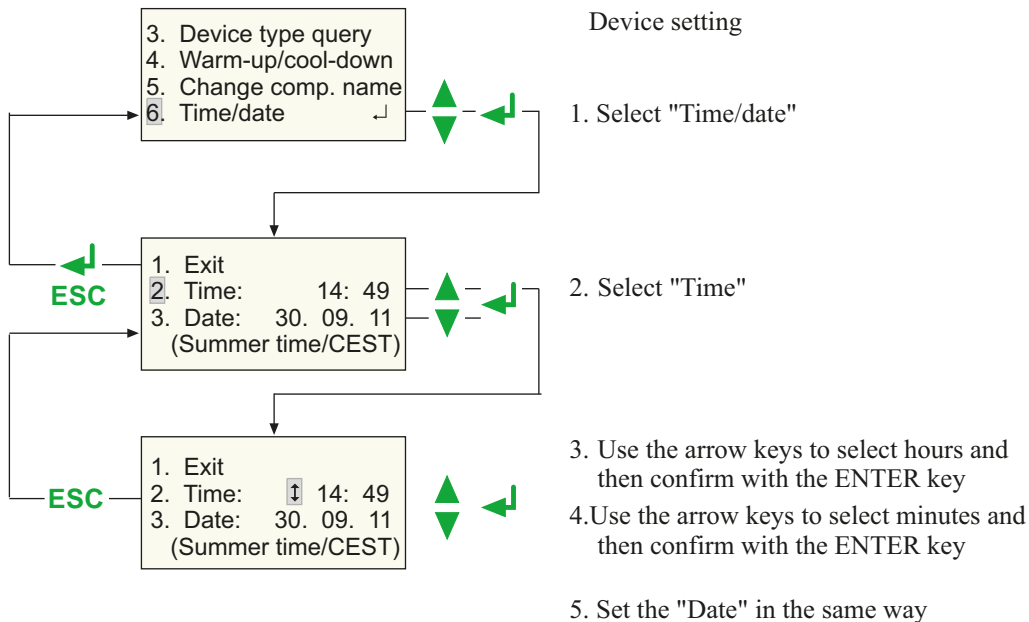 Device setting
3. Device type query
4. Warm-up/cool-down
5. Change comp. name
6. Time/date ↵
1. Select "Time/date"
1. Exit
2. Time: 14: 49
3. Date: 30. 09. 11
(Summer time/CEST)
ESC
2. Select "Time"
1. Exit
2. Time: ↕ 14: 49
3. Date: 30. 09. 11
(Summer time/CEST)
ESC
3. Use the arrow keys to select hours and
then confirm with the ENTER key
4.Use the arrow keys to select minutes and
then confirm with the ENTER key
5. Set the "Date" in the same way